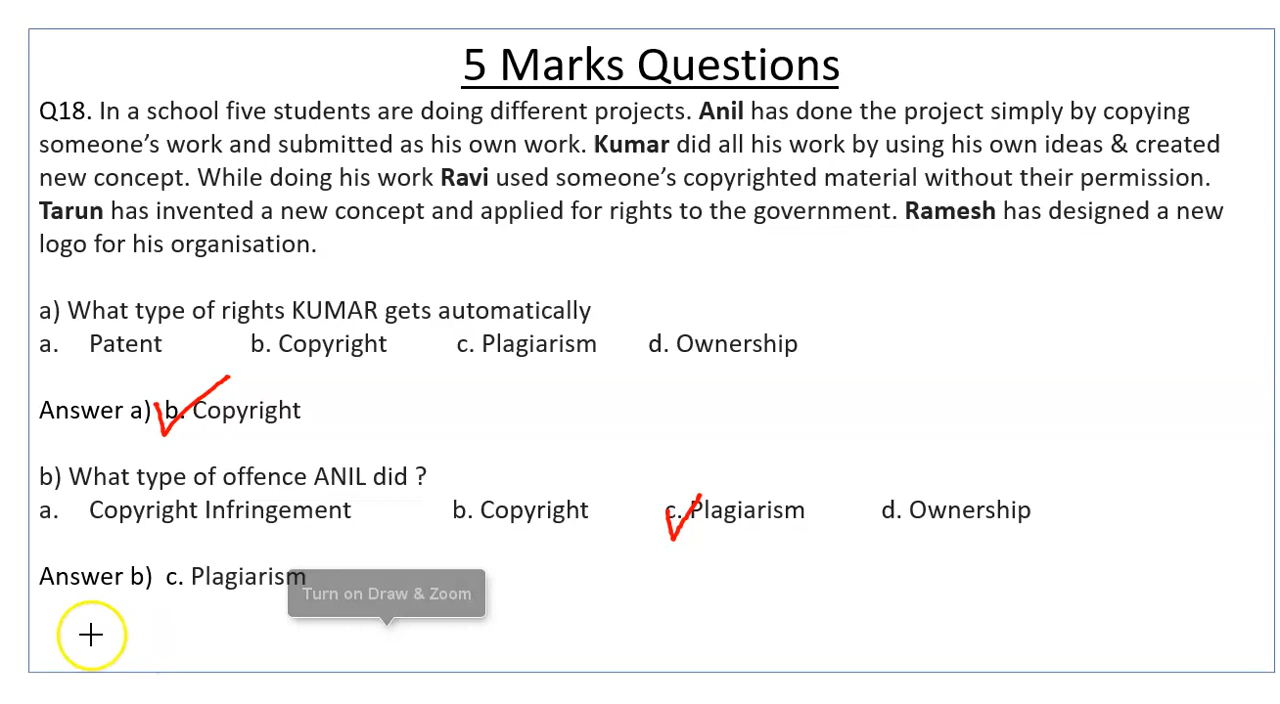 5 Marks Questions
Q18. In a school five students are doing different projects. Anil has done the project simply by copying
someone's work and submitted as his own work. Kumar did all his work by using his own ideas & created
new concept. While doing his work Ravi used someone's copyrighted material without their permission.
Tarun has invented a new concept and applied for rights to the government. Ramesh has designed a new
logo for his organisation.
a) What type of rights KUMAR gets automatically
a. Patent b. Copyright c. Plagiarism d. Ownership
Answer a) b. Copyright
b) What type of offence ANIL did ?
a. Copyright Infringement b. Copyright c. Plagiarism d. Ownership
Answer b) c. Plagiarism
Turn on Draw & Zoom